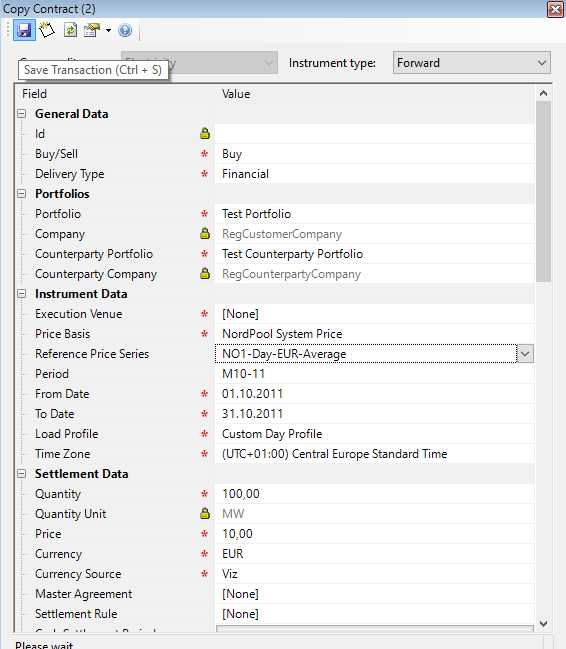 Copy Contract (2)
Save Transaction (Ctrl + S)
Electricity
Instrument type:
Forward
Field Value
General Data
Id
Buy/Sell * Buy
Delivery Type * Financial
Portfolios
Portfolio * Test Portfolio
Company RegCustomerCompany
Counterparty Portfolio * Test Counterparty Portfolio
Counterparty Company RegCounterpartyCompany
Instrument Data
Execution Venue * [None]
Price Basis * NordPool System Price
Reference Price Series NO1-Day-EUR-Average
Period M10-11
From Date * 01.10.2011
To Date * 31.10.2011
Load Profile * Custom Day Profile
Time Zone * (UTC+01:00) Central Europe Standard Time
Settlement Data
Quantity * 100,00
Quantity Unit MW
Price * 10,00
Currency * EUR
Currency Source * Viz
Master Agreement [None]
Settlement Rule [None]
Please wait